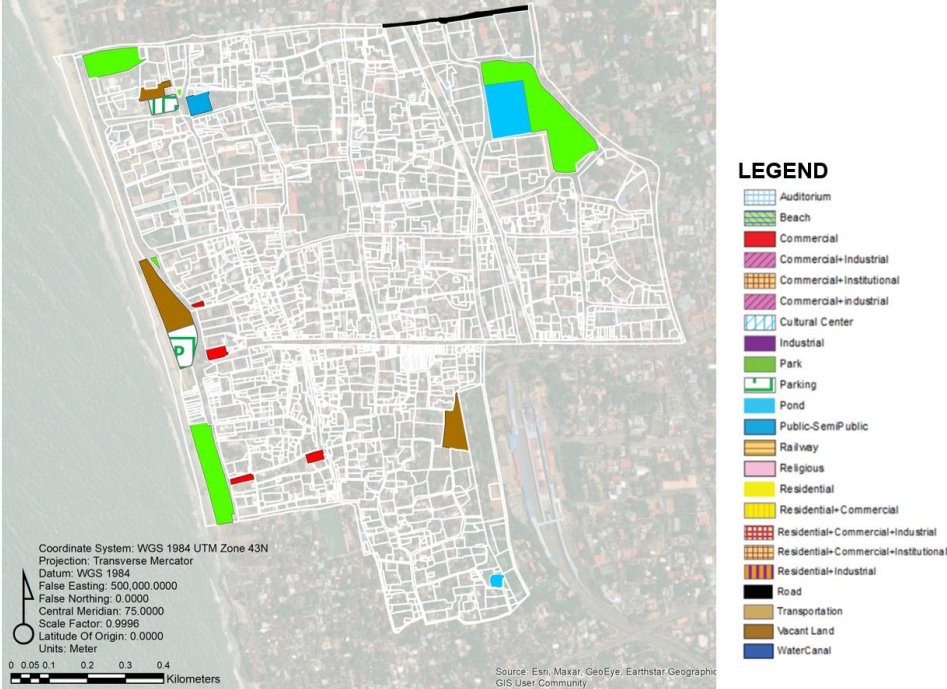 LEGEND
Auditorium
Beach
Commercial
Commercial+Industrial
Commercial+Institutional
Commercial+industrial
Cultural Center
Industrial
Park
Parking
Pond
Public-SemiPublic
Railway
Religious
Residential
Residential+Commercial
Residential+Commercial+Industrial
Residential+Commercial+Institutional
Residential+Industrial
Road
Transportation
Vacant Land
WaterCanal
P
Coordinate System: WGS 1984 UTM Zone 43N
Projection: Transverse Mercator
Datum: WGS 1984
False Easting: 500,000.0000
False Northing: 0.0000
Central Meridian: 75.0000
Scale Factor: 0.9996
Latitude Of Origin: 0.0000
Units: Meter
0 0.05 0.1 0.2 0.3 0.4
Kilometers
Source: Esri, Maxar, GeoEye, Earthstar Geographic
GIS User Community